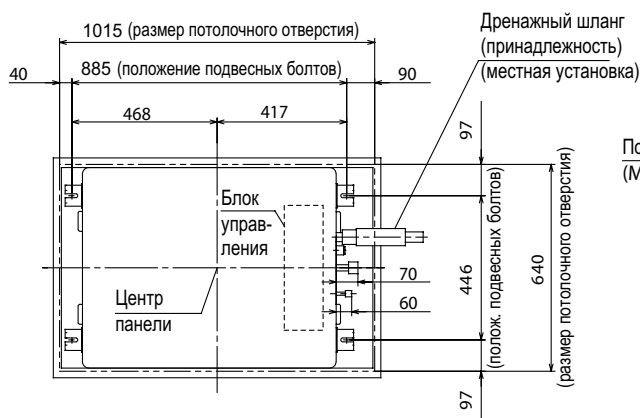 1015 (размер потолочного отверстия)
40
885 (положение подвесных болтов)
90
468
417
Дренажный шланг
(принадлежность)
(местная установка)
97
Блок
управ-
ления
Центр
панели
70
60
446
(полож. подвесных болтов)
640
(размер потолочного отверстия)
97
По
(М